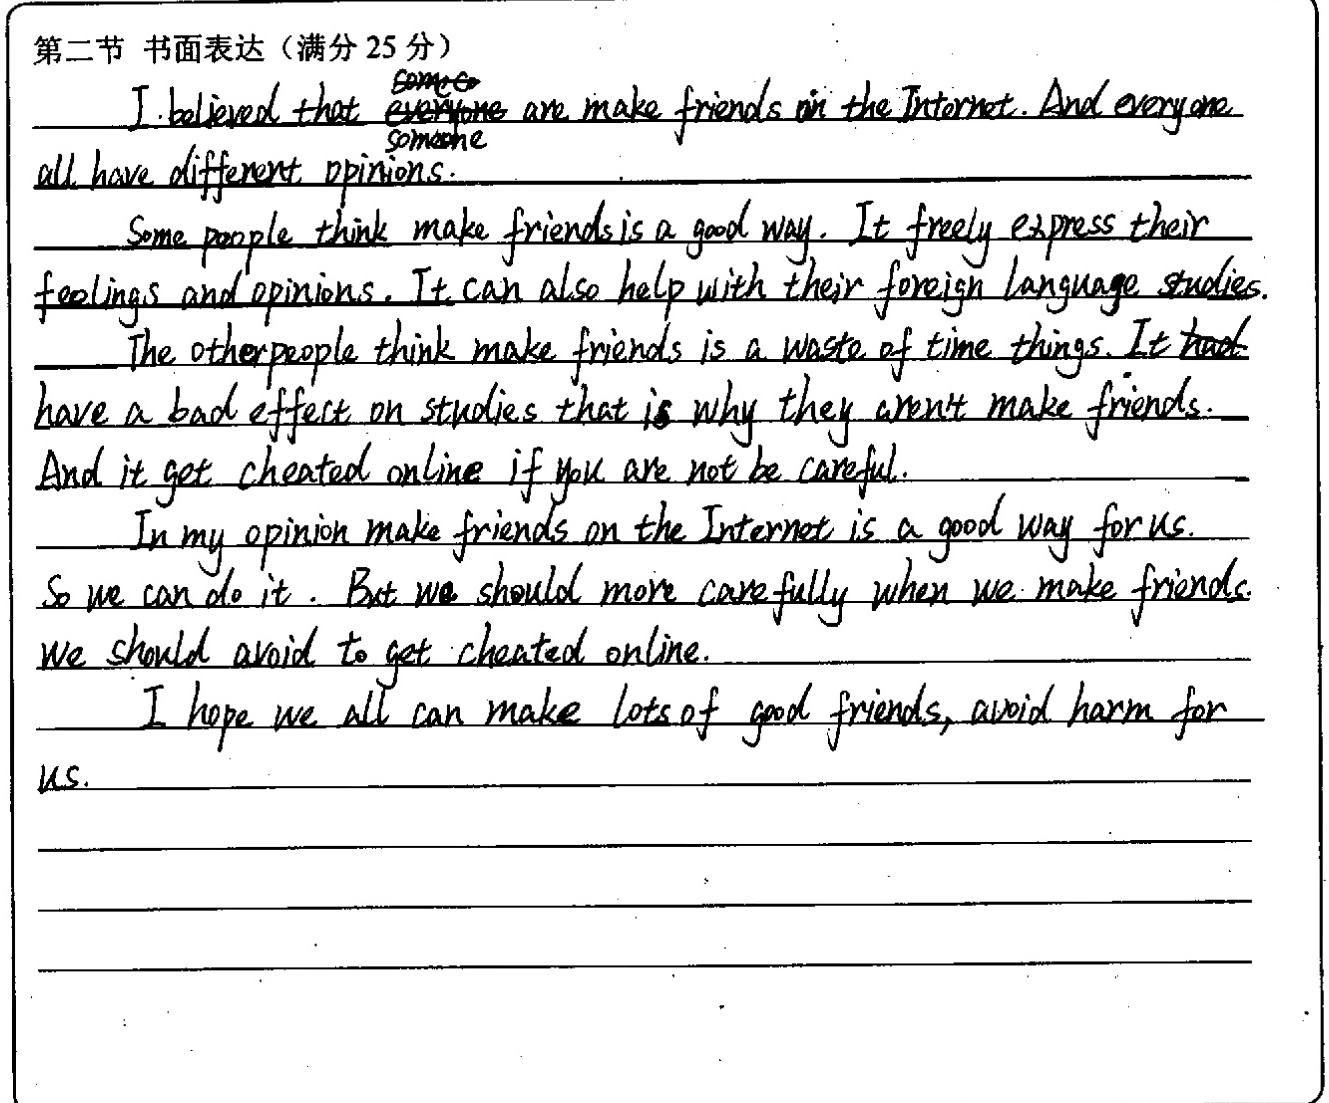 第二节 书面表达（满分 25 分）
I believed that someone are make friends on the Internet. And everyone
all have different opinions.
Some people think make friends is a good way. It freely express their
feelings and opinions. It can also help with their foreign language studies.
The other people think make friends is a waste of time things. It
have a bad effect on studies that is why they aren't make friends.
And it get cheated online if you are not be careful.
In my opinion make friends on the Internet is a good way for us.
So we can do it. But we should more carefully when we make friends.
we should avoid to get cheated online.
I hope we all can make lots of good friends, avoid harm for
us.